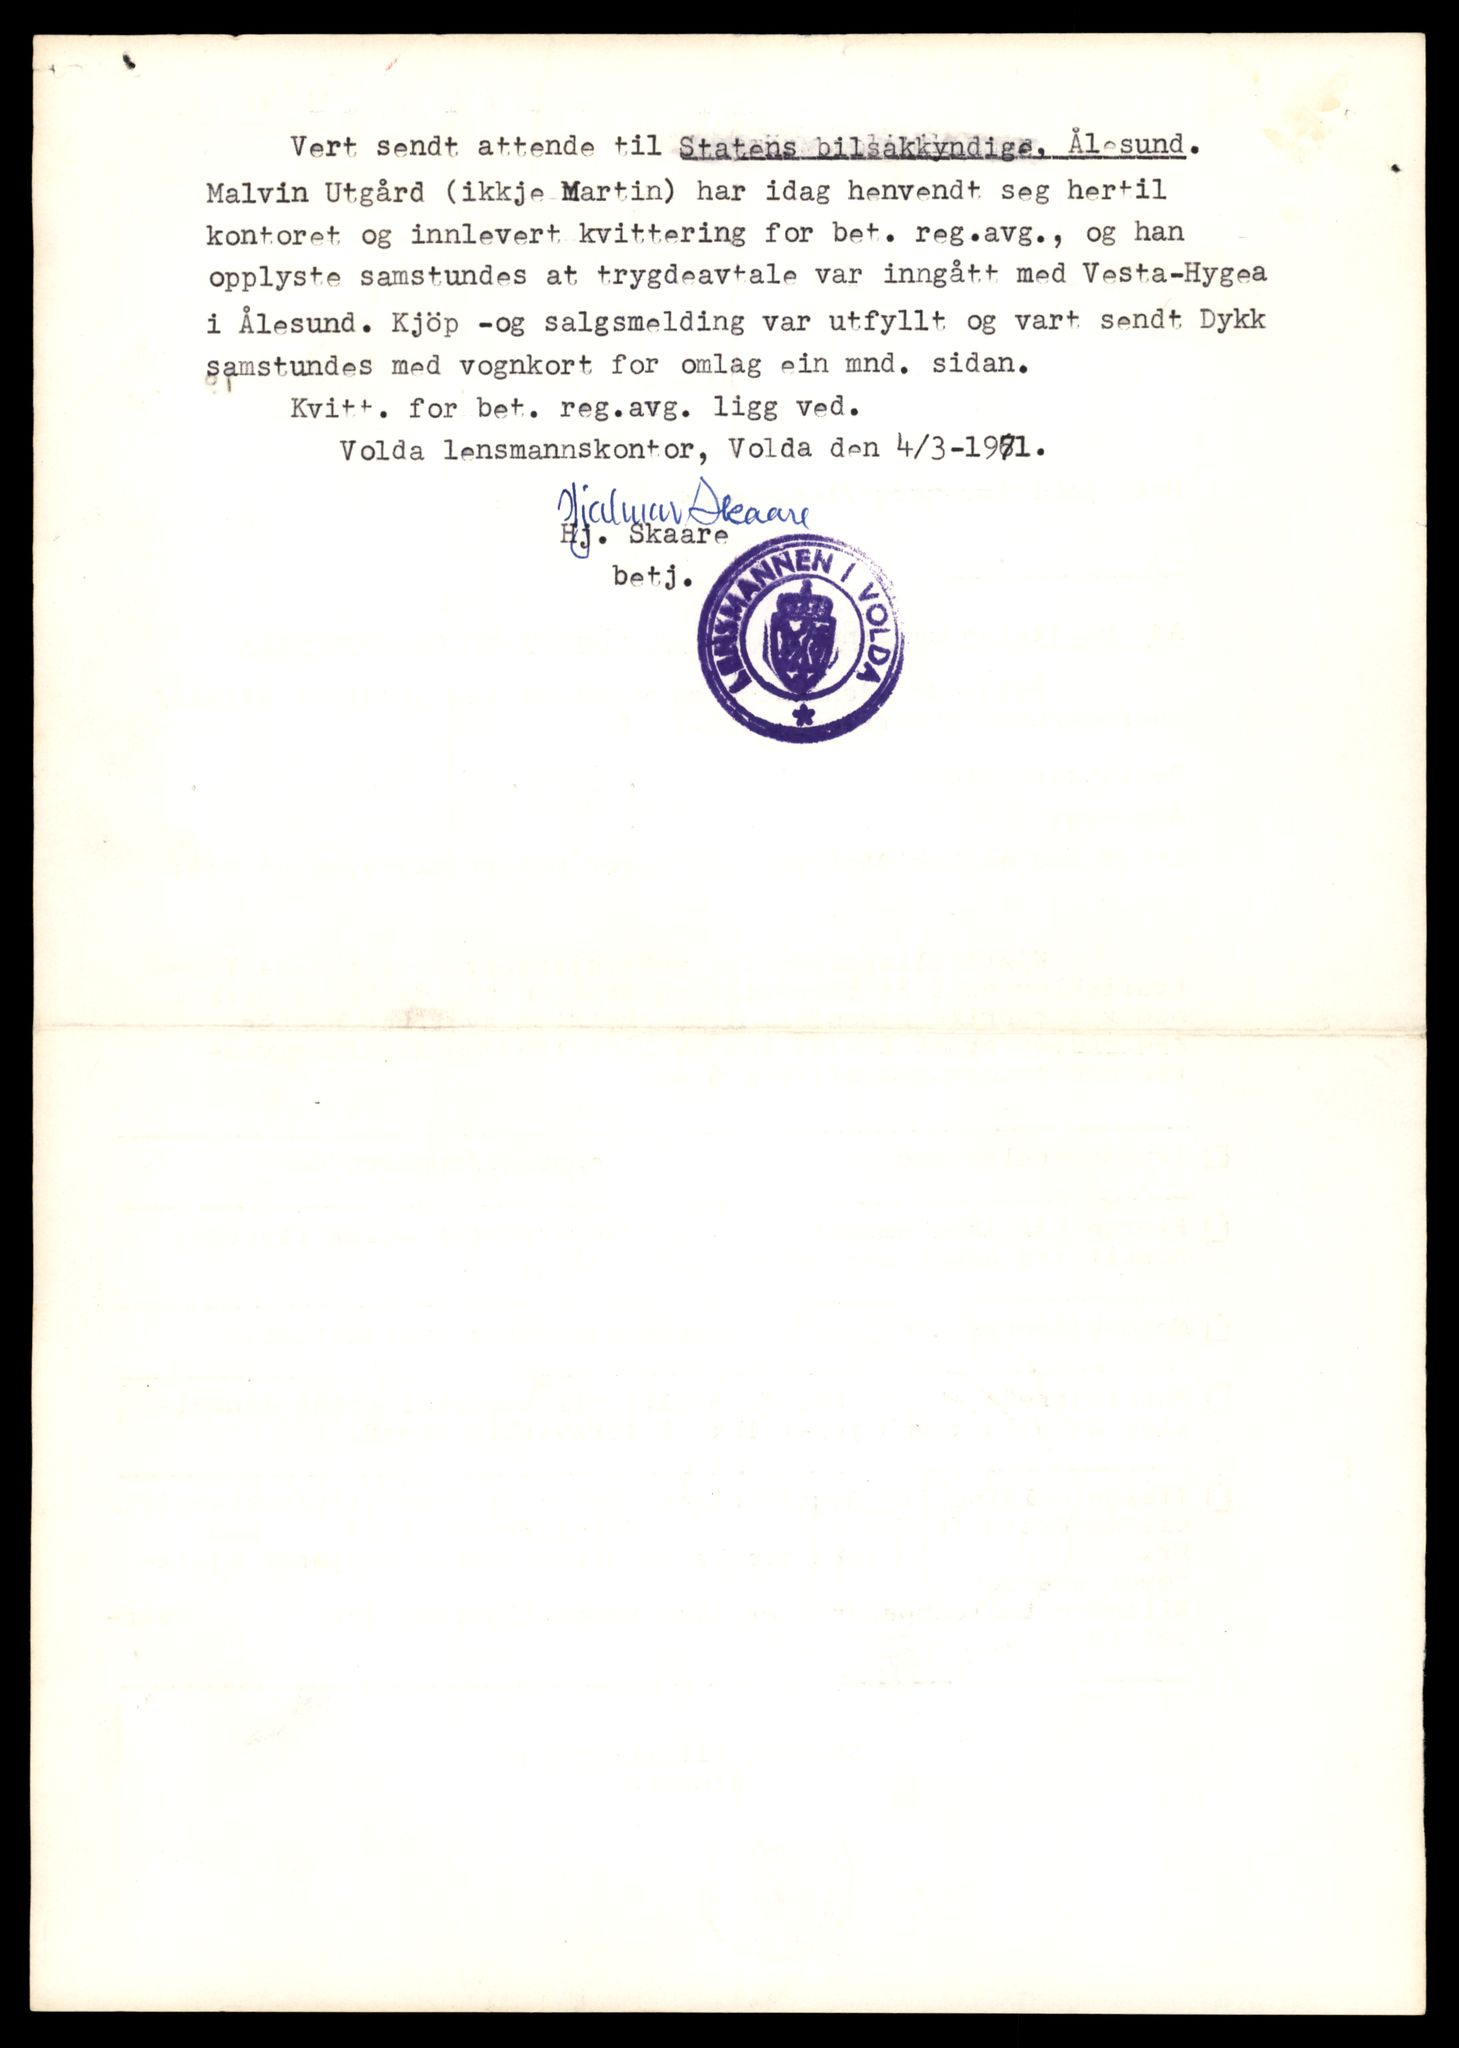 Vert sendt attende til Statens bilsakkyndige, Ålesund.
Malvin Utgård (ikkje Martin) har idag henvendt seg hertil
kontoret og innlevert kvittering for bet. reg.avg., og han
opplyste samstundes at trygdeavtale var inngått med Vesta-Hygea
i Ålesund. Kjöp -og salgsmelding var utfyllt og vart sendt Dykk
samstundes med vognkort for omlag ein mnd. sidan.
Kvitt. for bet. reg.avg. ligg ved.
Volda lensmannskontor, Volda den 4/3-1971.
Hjalmar Skaare
Hj. Skaare
betj.
LENSMANNEN I VOLDA